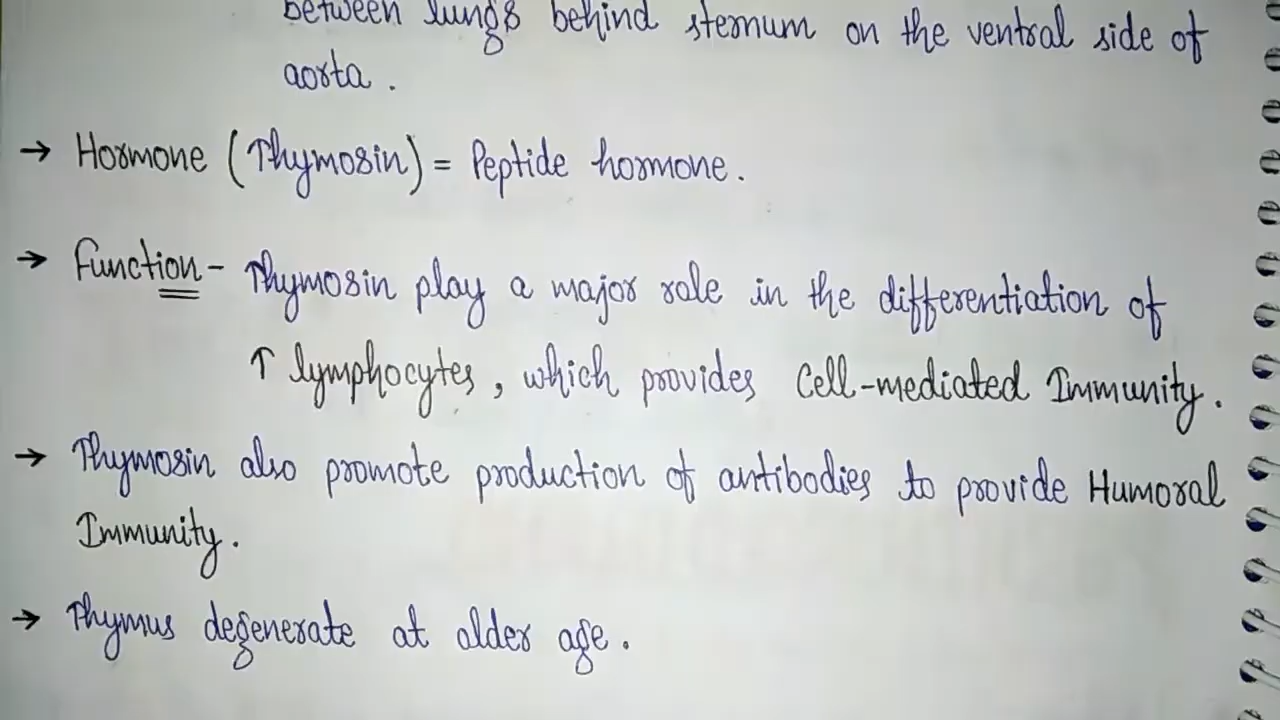 between lungs behind sternum on the ventral side of
aorta.
→ Hormone (Thymosin) = Peptide hormone.
→ Function - Thymosin play a major role in the differentiation of
T lymphocytes, which provides Cell-mediated Immunity.
→ Thymosin also promote production of antibodies to provide Humoral
Immunity.
→ Thymus degenerate at older age.